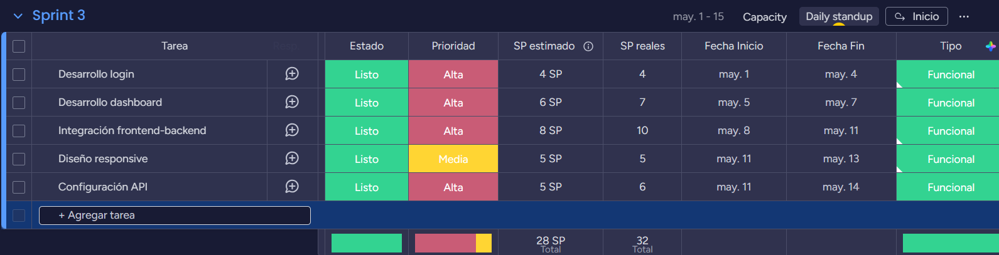 Sprint 3 may. 1 - 15 Capacity Daily standup Inicio ...
Tarea Resp. Estado Prioridad SP estimado SP reales Fecha Inicio Fecha Fin Tipo
Desarrollo login Listo Alta 4 SP 4 may. 1 may. 4 Funcional
Desarrollo dashboard Listo Alta 6 SP 7 may. 5 may. 7 Funcional
Integración frontend-backend Listo Alta 8 SP 10 may. 8 may. 11 Funcional
Diseño responsive Listo Media 5 SP 5 may. 11 may. 13 Funcional
Configuración API Listo Alta 5 SP 6 may. 11 may. 14 Funcional
+ Agregar tarea
28 SP 32
Total Total